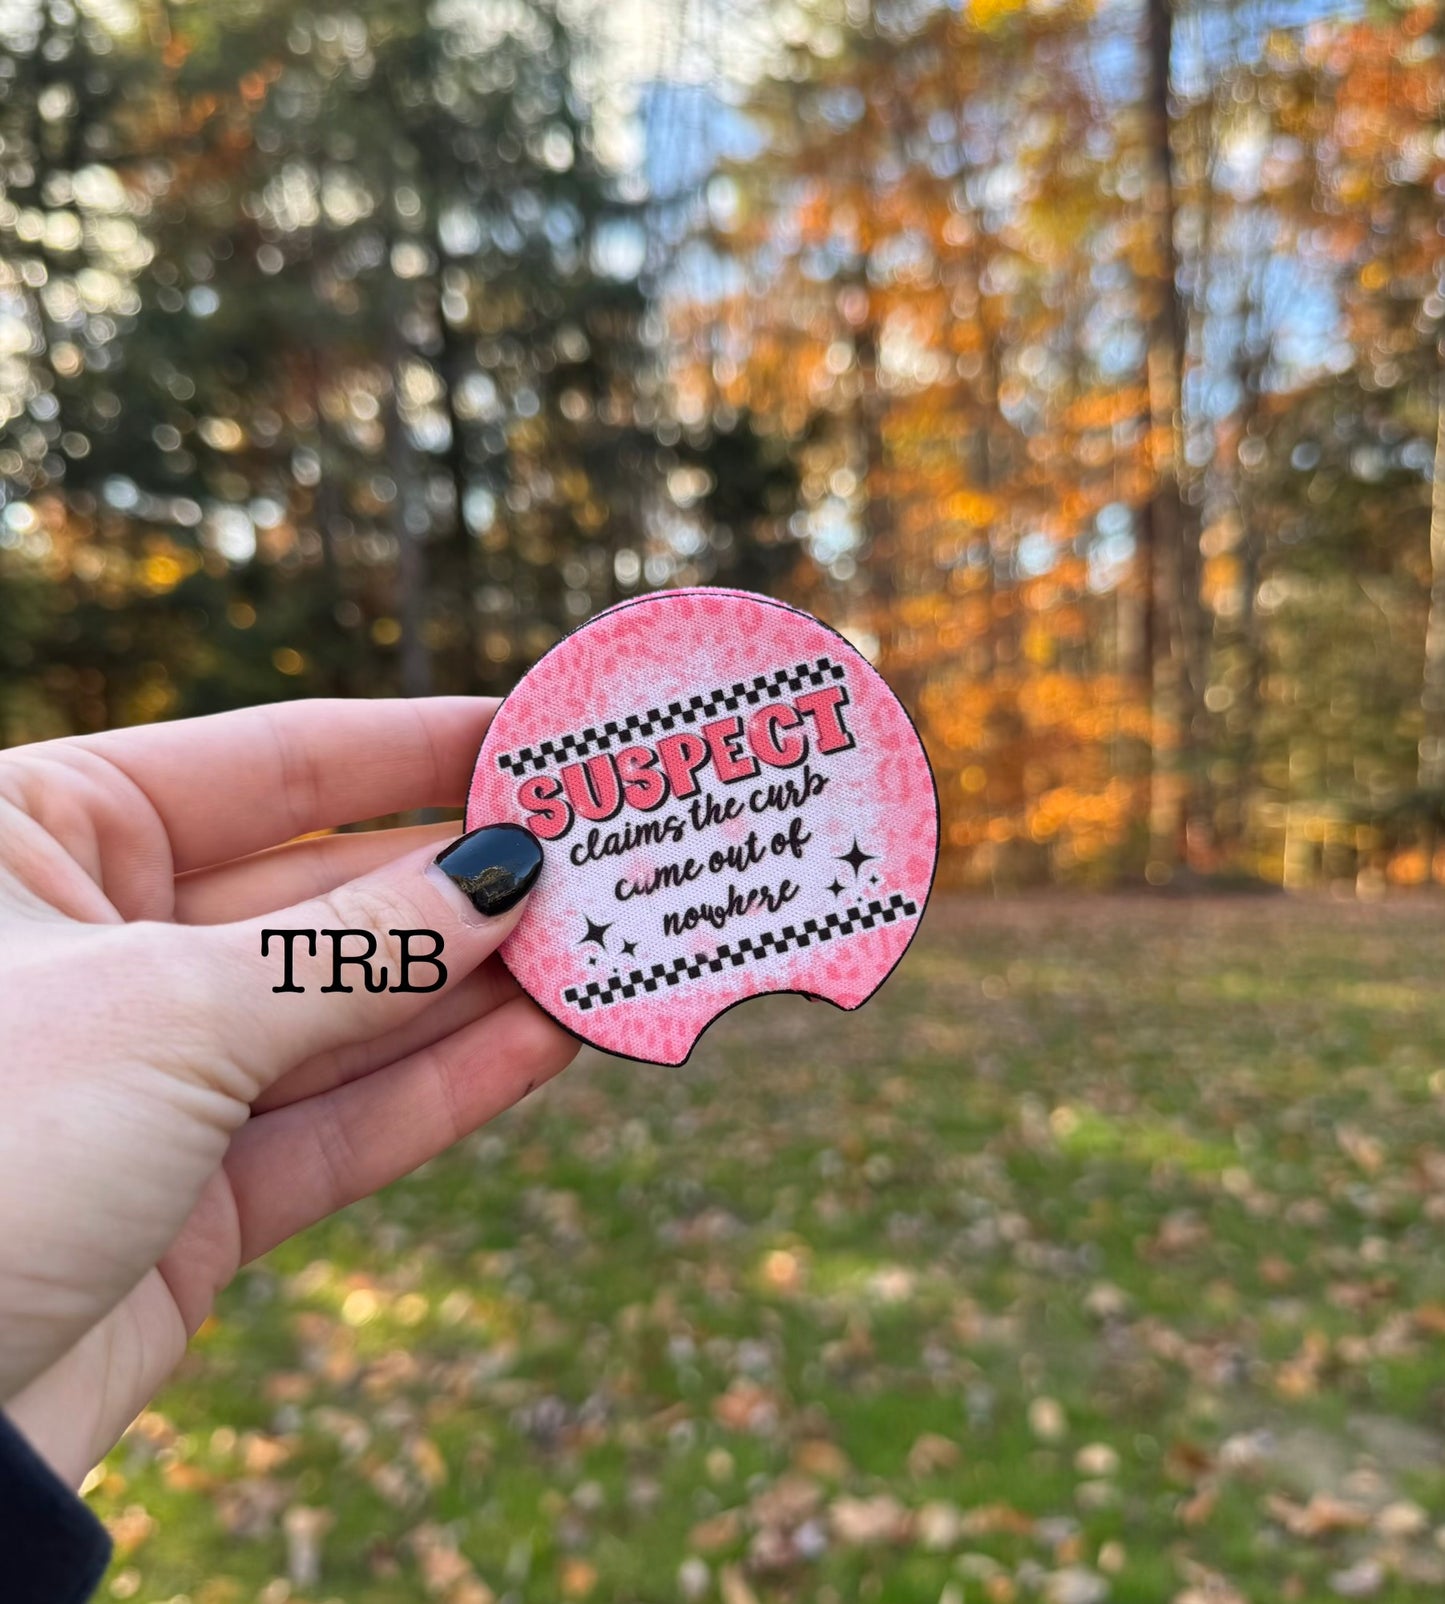 SUSPECT
claims the curb
came out of
nowhere
TRB